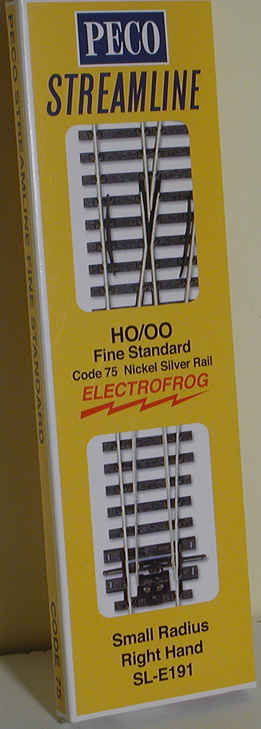 PECO
STREAMLINE
HO/OO
Fine Standard
Code 75 Nickel Silver Rail
ELECTROFROG
Small Radius
Right Hand
SL-E191
PECO STREAMLINE FINE STANDARD
CODE 75